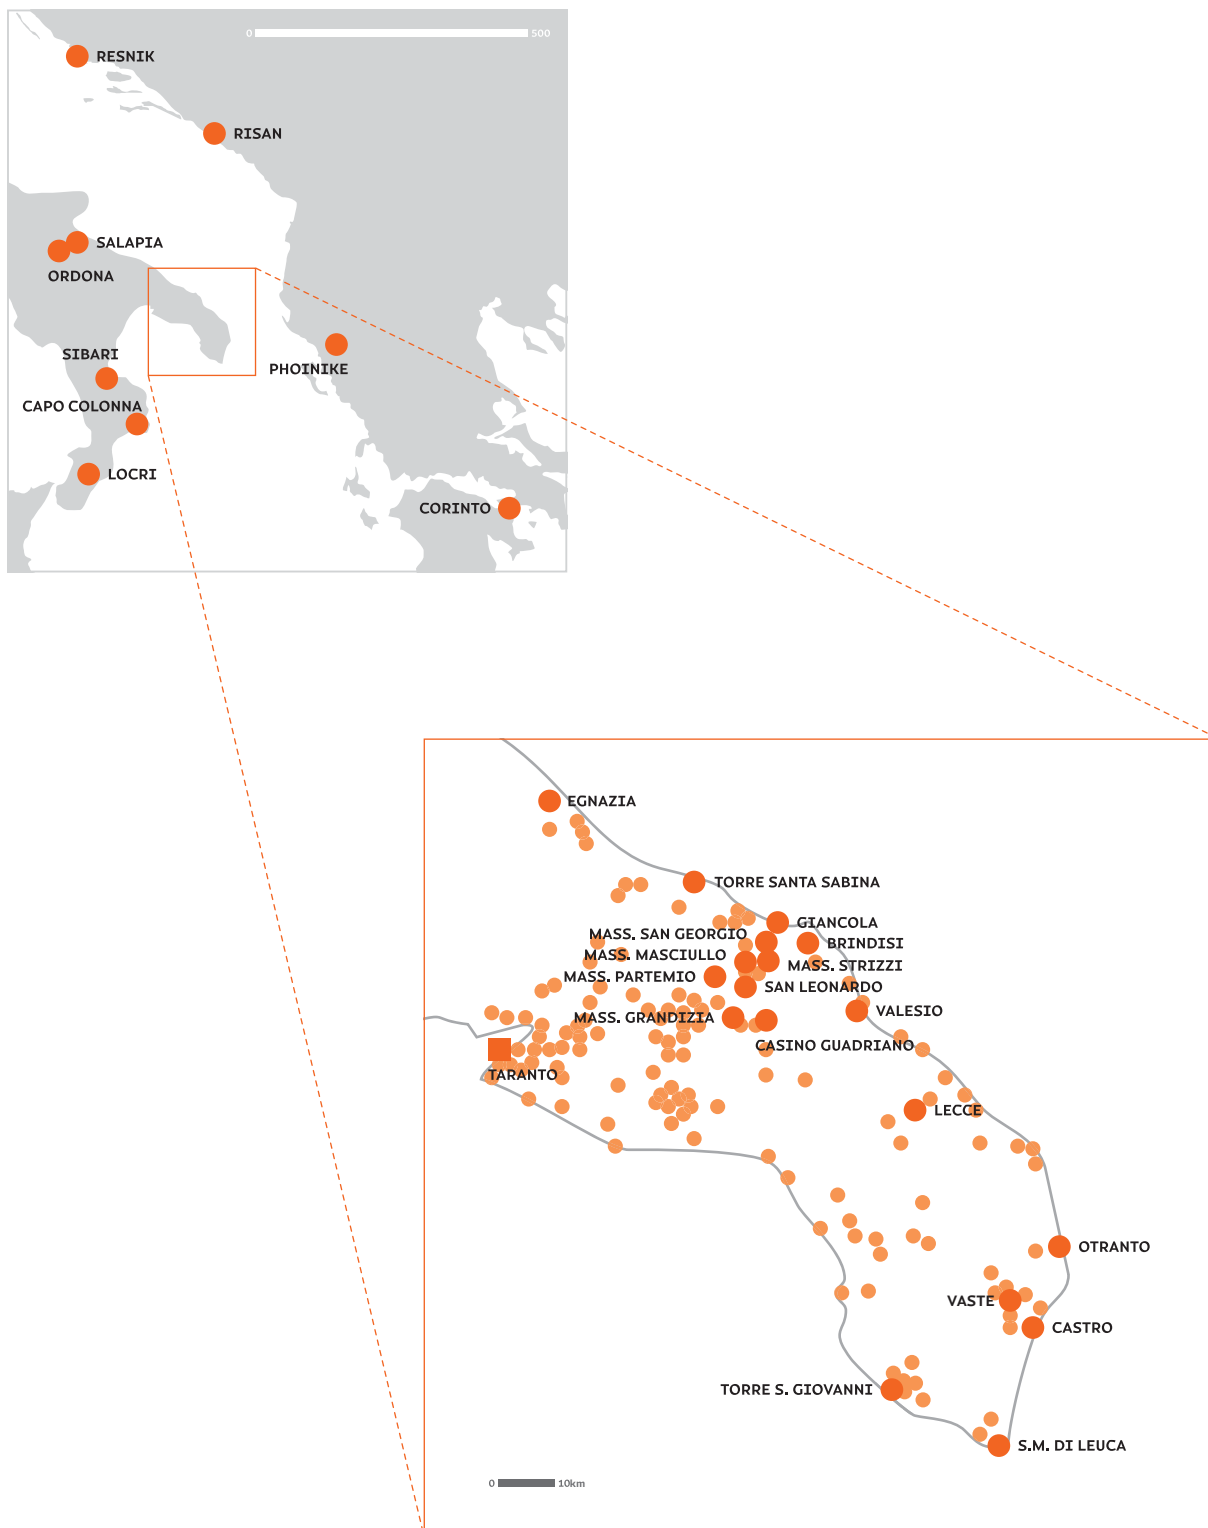 0 500
RESNIK
RISAN
SALAPIA
ORDONA
SIBARI
PHOINIKE
CAPO COLONNA
LOCRI
CORINTO
EGNAZIA
TORRE SANTA SABINA
GIANCOLA
MASS. SAN GEORGIO
BRINDISI
MASS. MASCIULLO
MASS. STRIZZI
MASS. PARTEMIO
SAN LEONARDO
VALESIO
MASS. GRANDIZIA
CASINO GUADRIANO
TARANTO
LECCE
OTRANTO
VASTE
CASTRO
TORRE S. GIOVANNI
S.M. DI LEUCA
0 10km